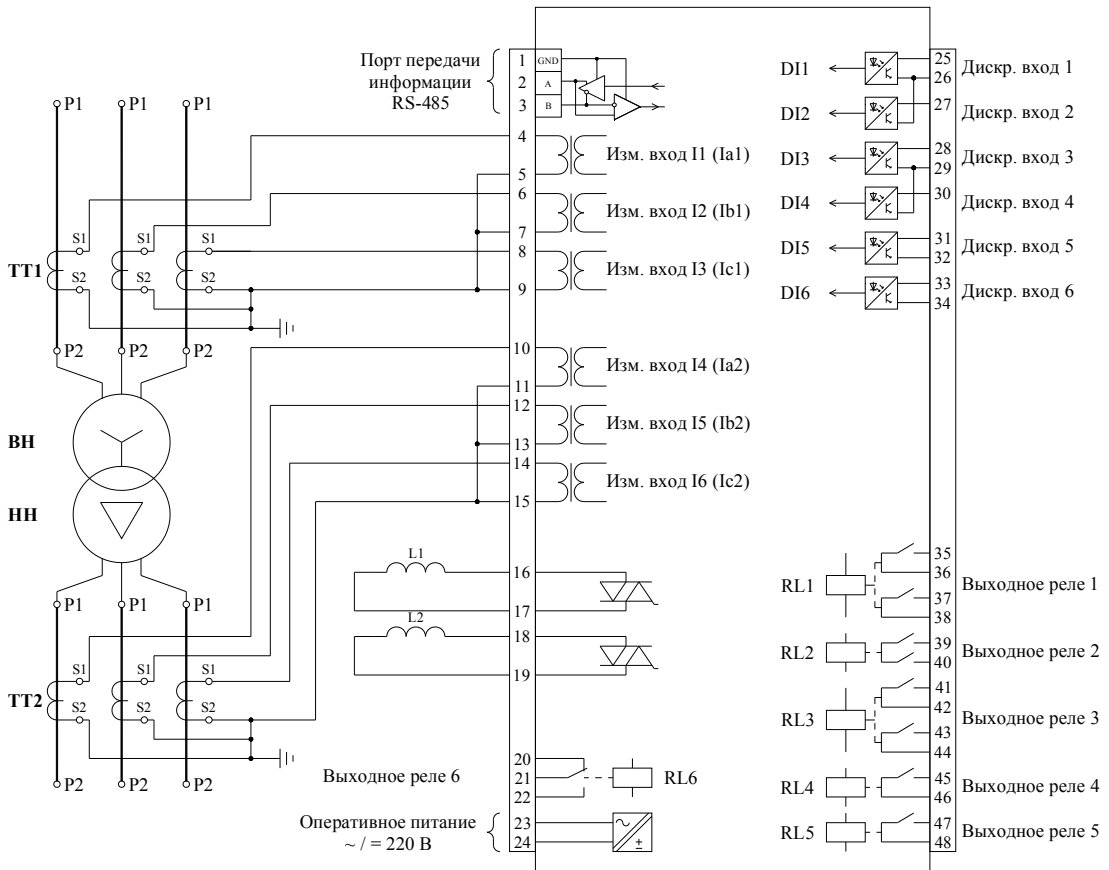 Порт передачи
информации
RS-485
1 GND
2 A
3 B
4
5
6
7
8
9
Изм. вход I1 (Ia1)
Изм. вход I2 (Ib1)
Изм. вход I3 (Ic1)
10
11
12
13
14
15
Изм. вход I4 (Ia2)
Изм. вход I5 (Ib2)
Изм. вход I6 (Ic2)
L1
16
17
L2
18
19
Выходное реле 6
20
21
22
RL6
Оперативное питание
~ / = 220 В
23
24
~
±
P1 P1 P1
S1 S1 S1
ТТ1
S2 S2 S2
P2 P2 P2
ВН
НН
P1 P1 P1
S1 S1 S1
ТТ2
S2 S2 S2
P2 P2 P2
DI1
25
26
Дискр. вход 1
DI2
27
Дискр. вход 2
DI3
28
29
Дискр. вход 3
DI4
30
Дискр. вход 4
DI5
31
32
Дискр. вход 5
DI6
33
34
Дискр. вход 6
RL1
35
36
37
38
Выходное реле 1
RL2
39
40
Выходное реле 2
RL3
41
42
43
44
Выходное реле 3
RL4
45
46
Выходное реле 4
RL5
47
48
Выходное реле 5